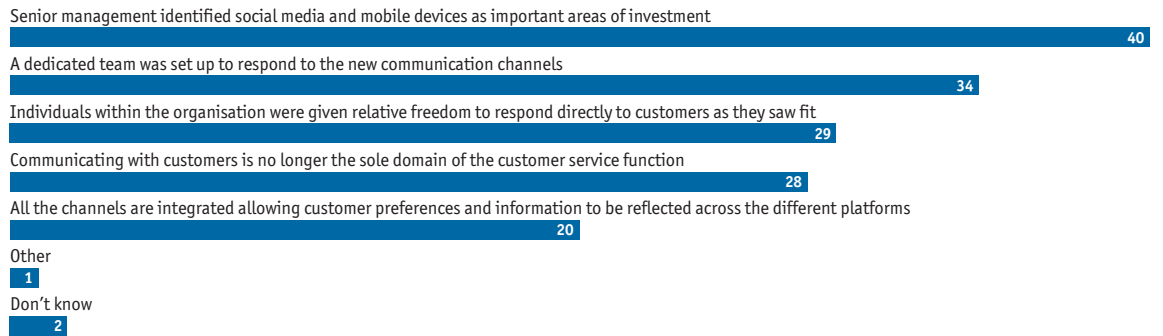 Senior management identified social media and mobile devices as important areas of investment
40
A dedicated team was set up to respond to the new communication channels
34
Individuals within the organisation were given relative freedom to respond directly to customers as they saw fit
29
Communicating with customers is no longer the sole domain of the customer service function
28
All the channels are integrated allowing customer preferences and information to be reflected across the different platforms
20
Other
1
Don’t know
2